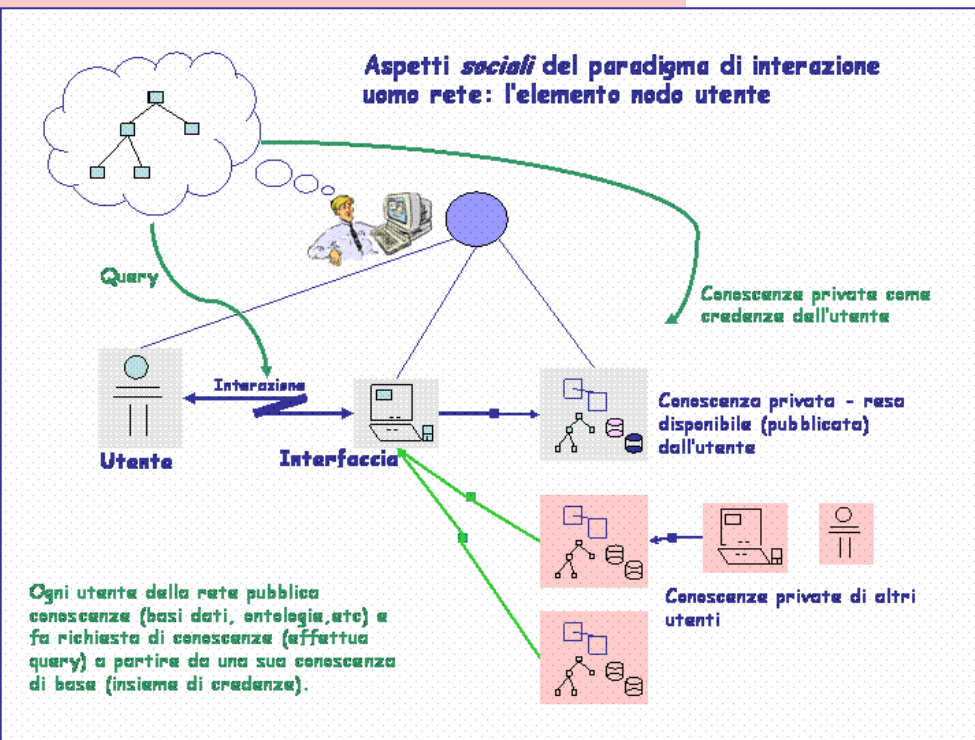 Aspetti sociali del paradigma di interazione
uomo rete: l'elemento nodo utente
Query
Conoscenze private come
credenze dell'utente
Interazione
Conoscenza privata - resa
disponibile (pubblicata)
dall'utente
Utente
Interfaccia
Ogni utente della rete pubblica
conoscenze (basi dati, ontologie,etc) e
fa richiesta di conoscenze (effettua
query) a partire da una sua conoscenza
di base (insieme di credenze).
Conoscenze private di altri
utenti